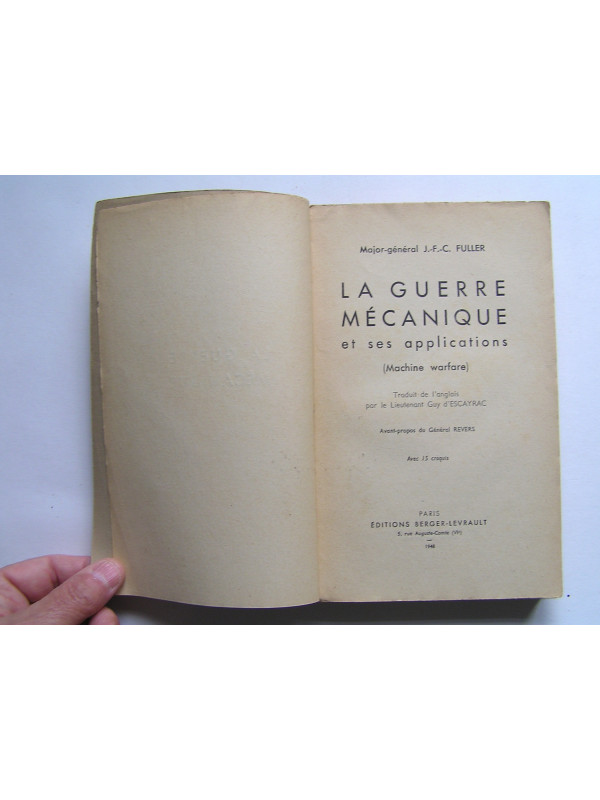 Major-général J.-F.-C. FULLER
LA GUERRE
MÉCANIQUE
et ses applications
(Machine warfare)
Traduit de l'anglais
par le Lieutenant Guy d'ESCAYRAC
Avant-propos du Général REVERS
Avec 15 croquis
PARIS
ÉDITIONS BERGER-LEVRAULT
5, rue Auguste-Comte (VIe)
1948